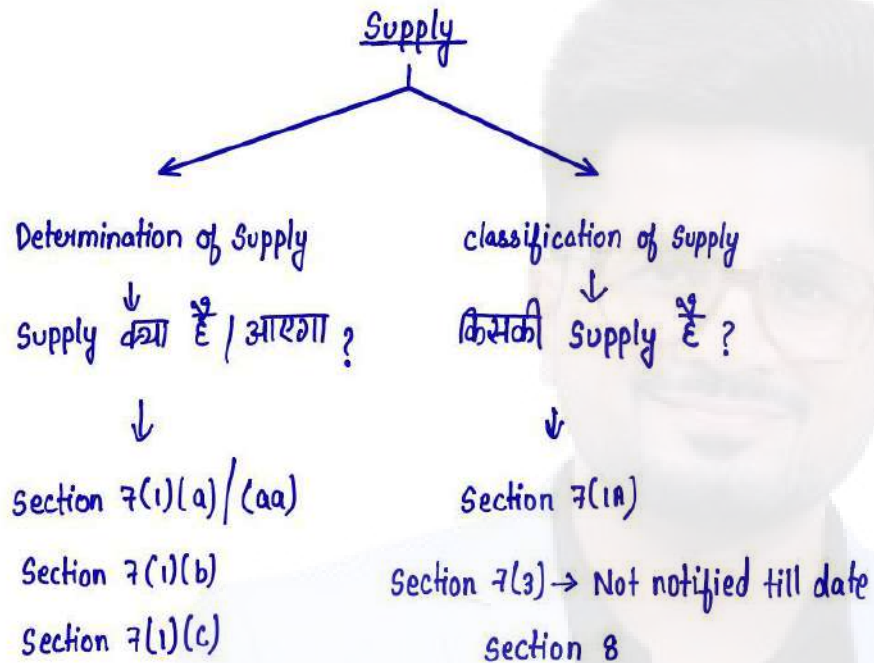 Supply
Determination of Supply
Supply क्या है / आएगा ?
Section 7(1)(a)/(aa)
Section 7(1)(b)
Section 7(1)(c)
classification of Supply
किसकी Supply है ?
Section 7(1A)
Section 7(3) → Not notified till date
Section 8